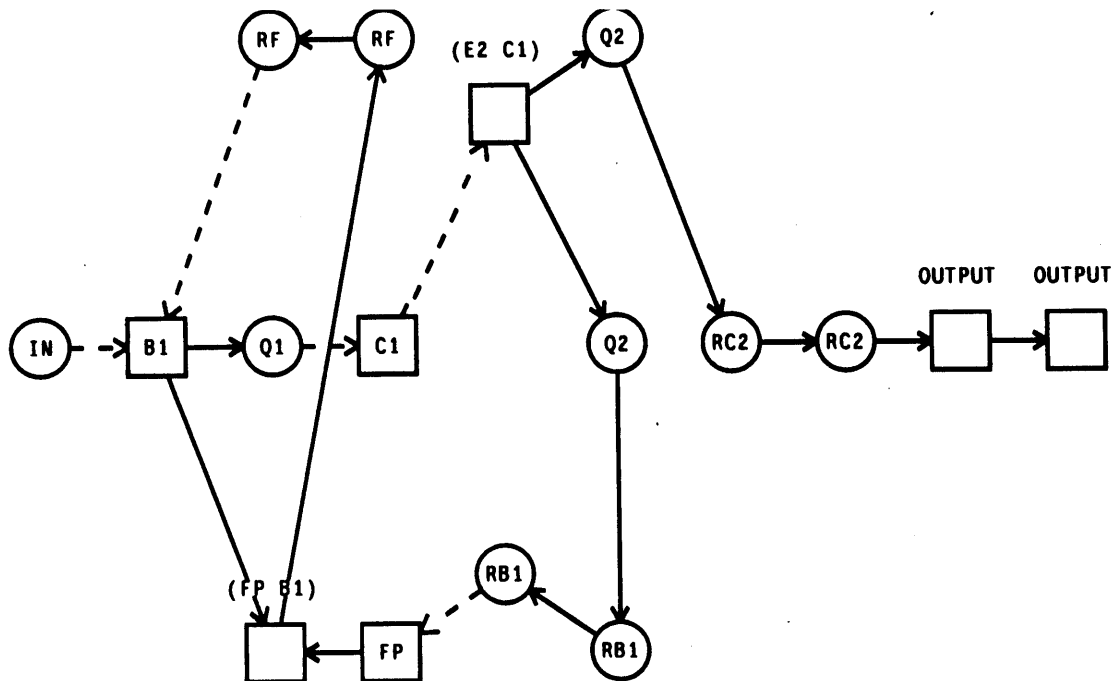 RF
RF
(E2 C1)
Q2
OUTPUT
OUTPUT
IN
B1
Q1
C1
Q2
RC2
RC2
(FP B1)
RB1
FP
RB1